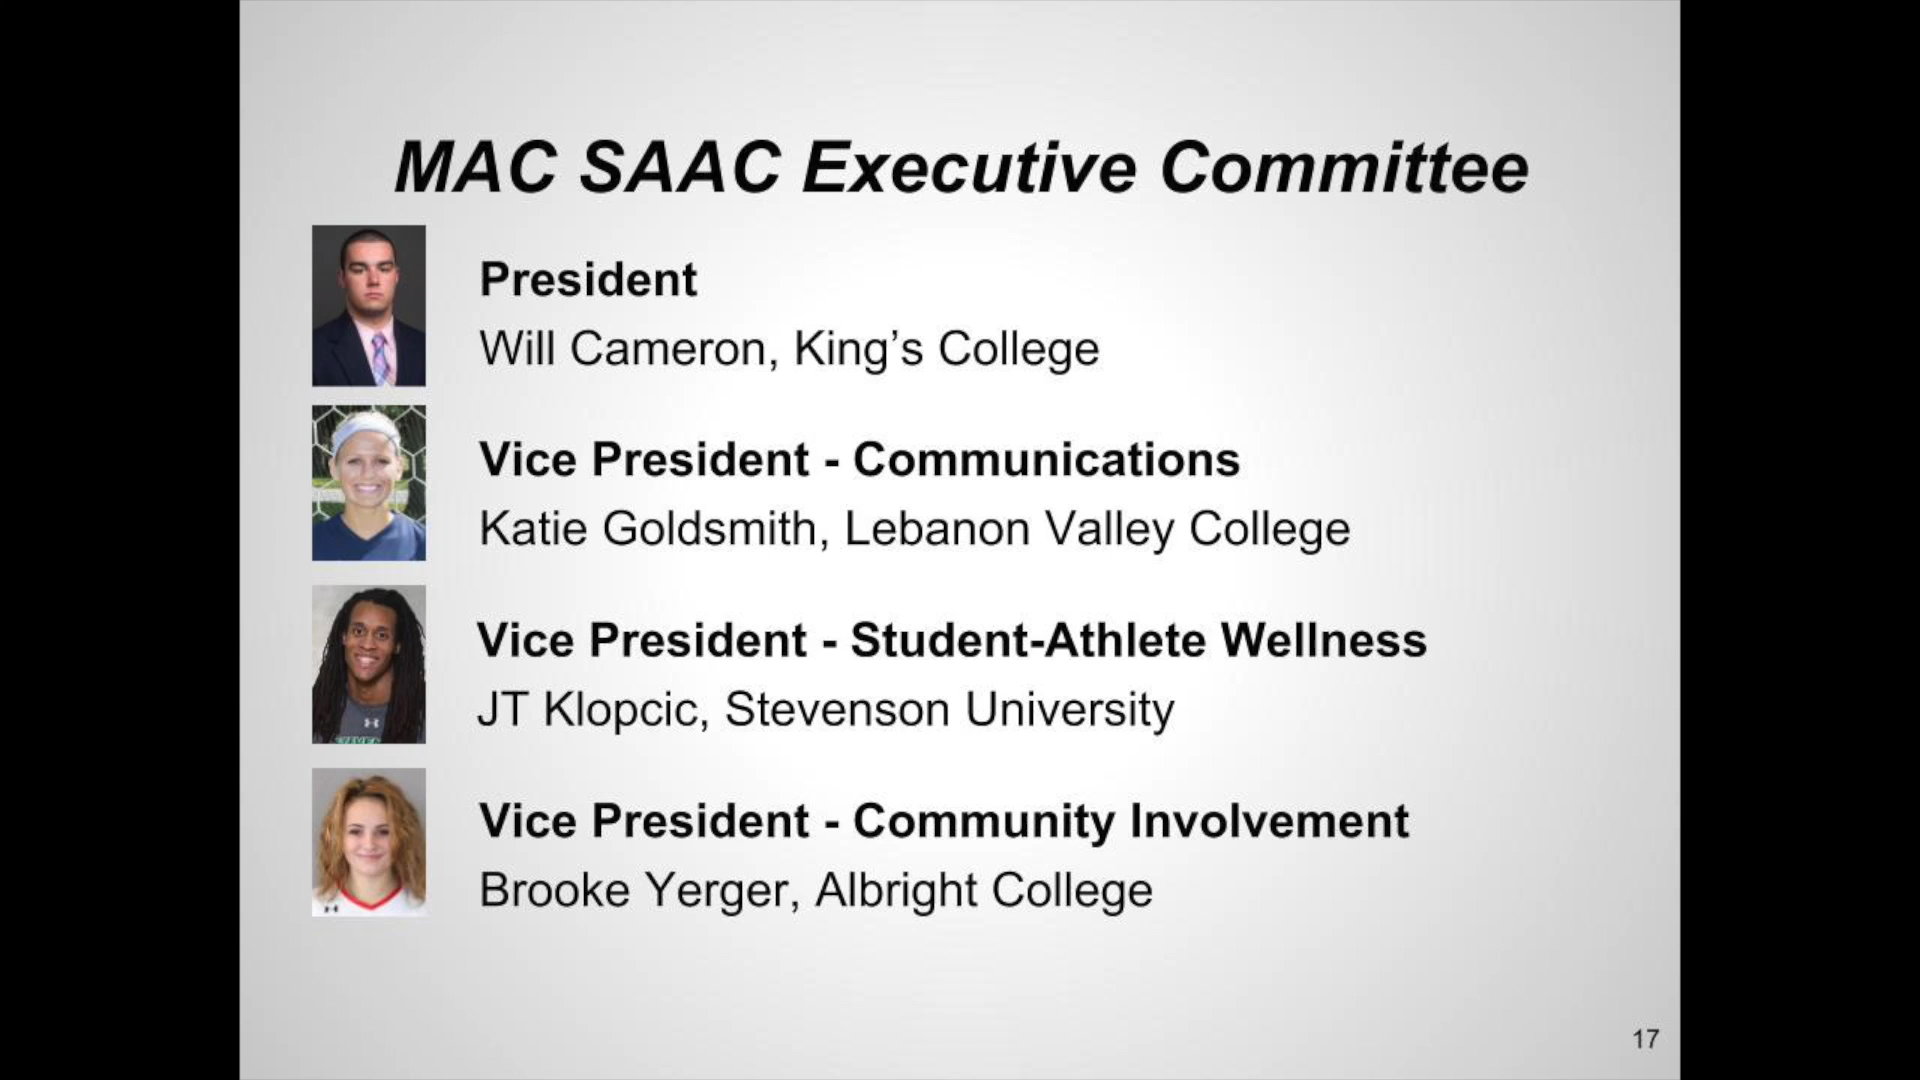 MAC SAAC Executive Committee
President
Will Cameron, King’s College
Vice President - Communications
Katie Goldsmith, Lebanon Valley College
Vice President - Student-Athlete Wellness
JT Klopcic, Stevenson University
Vice President - Community Involvement
Brooke Yerger, Albright College
17